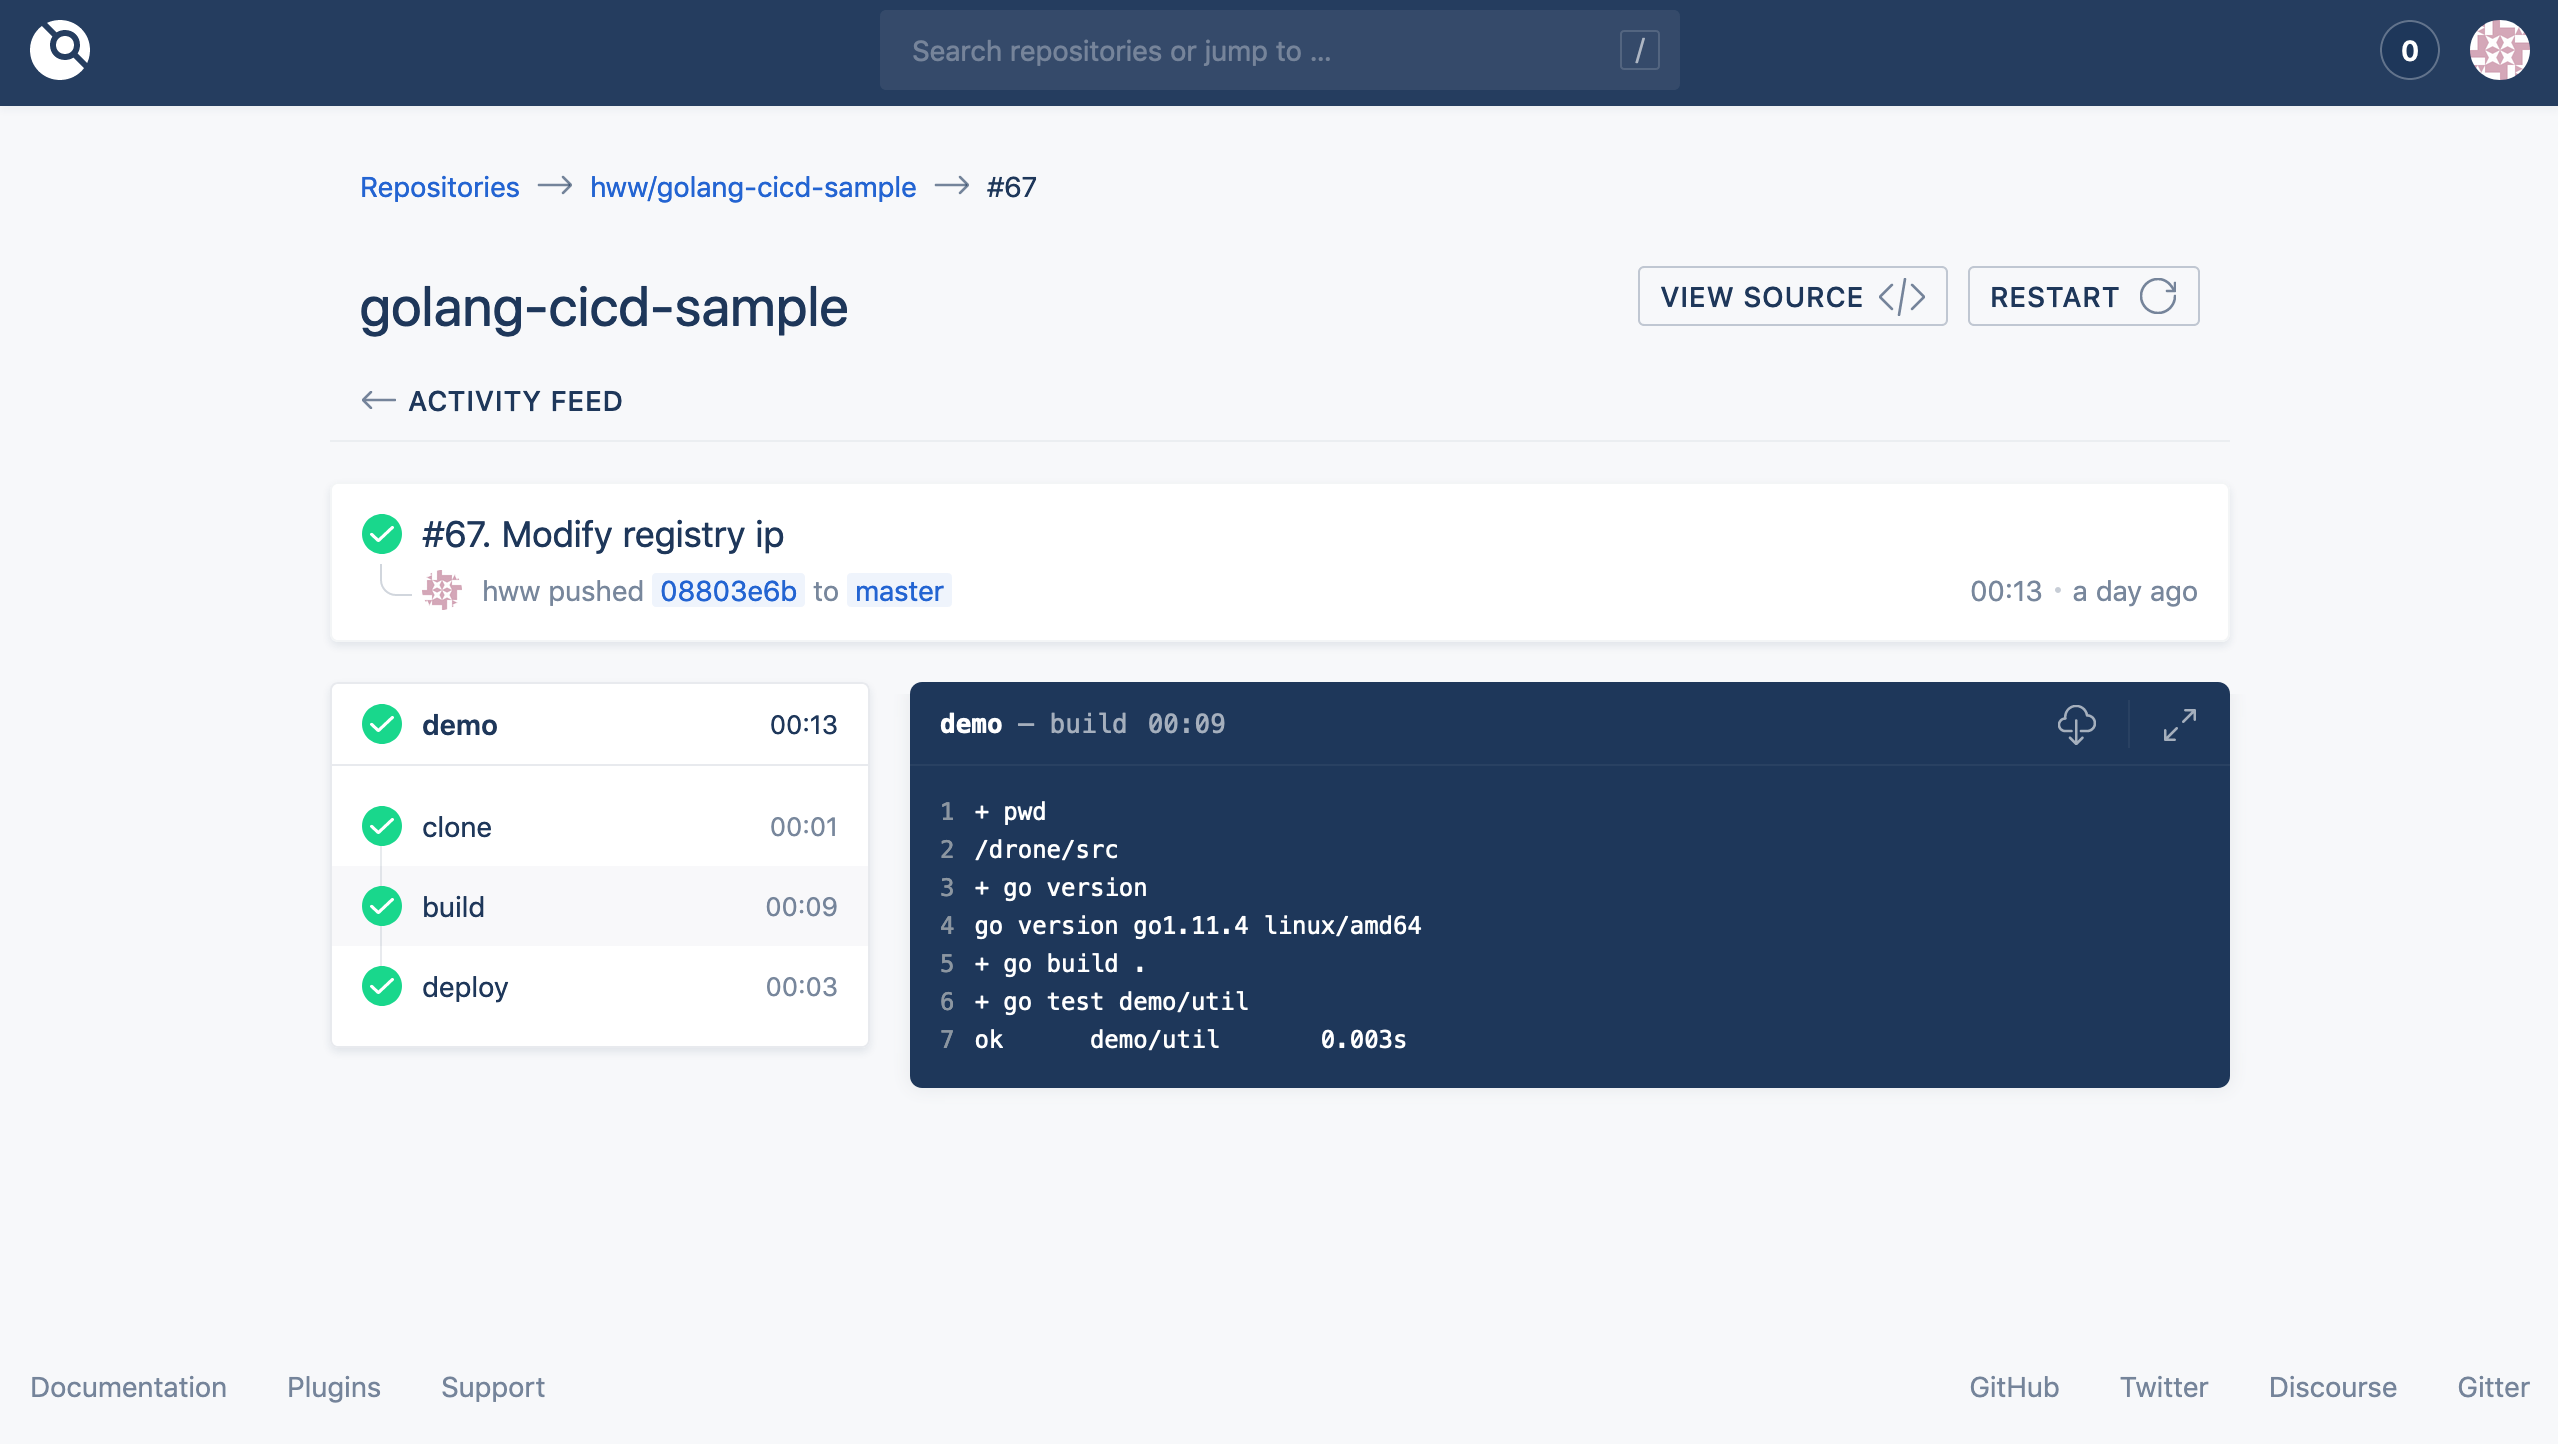 Search repositories or jump to ... /
0
Repositories hww/golang-cicd-sample #67
golang-cicd-sample
VIEW SOURCE RESTART
ACTIVITY FEED
#67. Modify registry ip
hww pushed 08803e6b to master 00:13 • a day ago
demo 00:13
clone 00:01
build 00:09
deploy 00:03
demo — build 00:09
1 + pwd
2 /drone/src
3 + go version
4 go version go1.11.4 linux/amd64
5 + go build .
6 + go test demo/util
7 ok demo/util 0.003s
Documentation Plugins Support GitHub Twitter Discourse Gitter